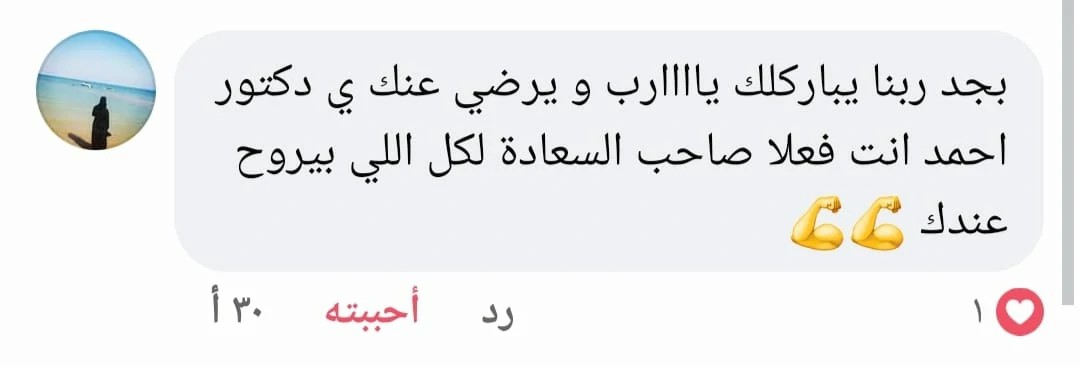 بجد ربنا يباركلك ياااارب و يرضي عنك ي دكتور
احمد انت فعلا صاحب السعادة لكل اللي بيروح
عندك 💪💪
١ رد أحببته ٣٠ أ